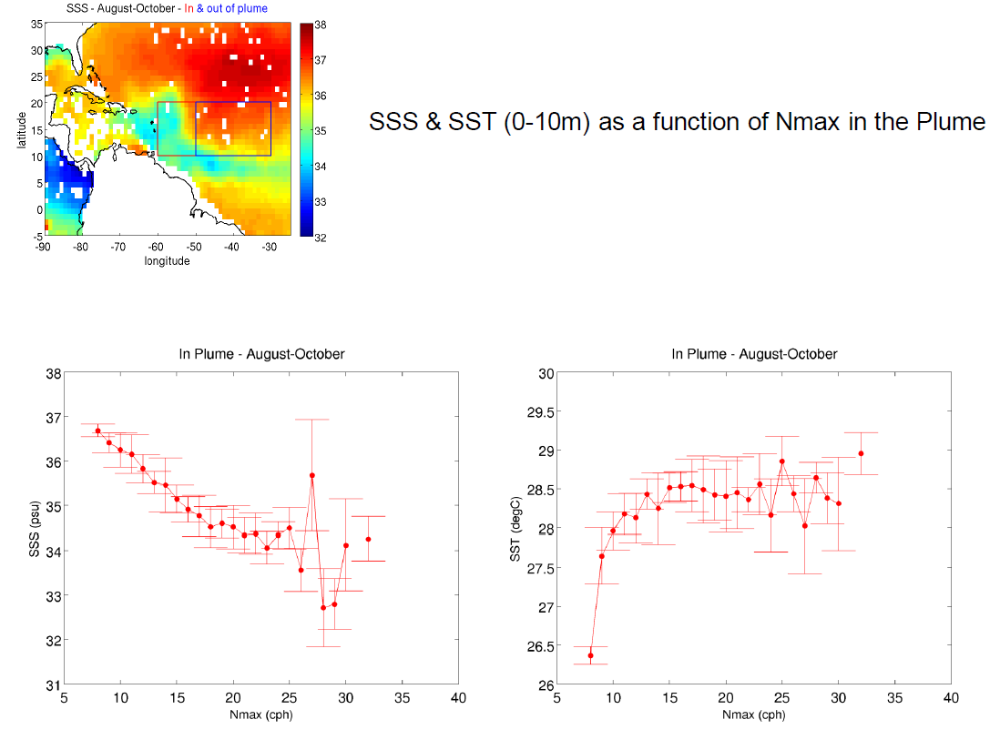 SSS - August-October - In & out of plume
35
30
25
20
15
10
5
0
-5
latitude
-90 -80 -70 -60 -50 -40 -30
longitude
38
37
36
35
34
33
32
SSS & SST (0-10m) as a function of Nmax in the Plume
In Plume - August-October
38
37
36
35
34
33
32
31
SSS (psu)
5 10 15 20 25 30 35 40
Nmax (cph)
In Plume - August-October
30
29.5
29
28.5
28
27.5
27
26.5
26
SST (degC)
5 10 15 20 25 30 35 40
Nmax (cph)